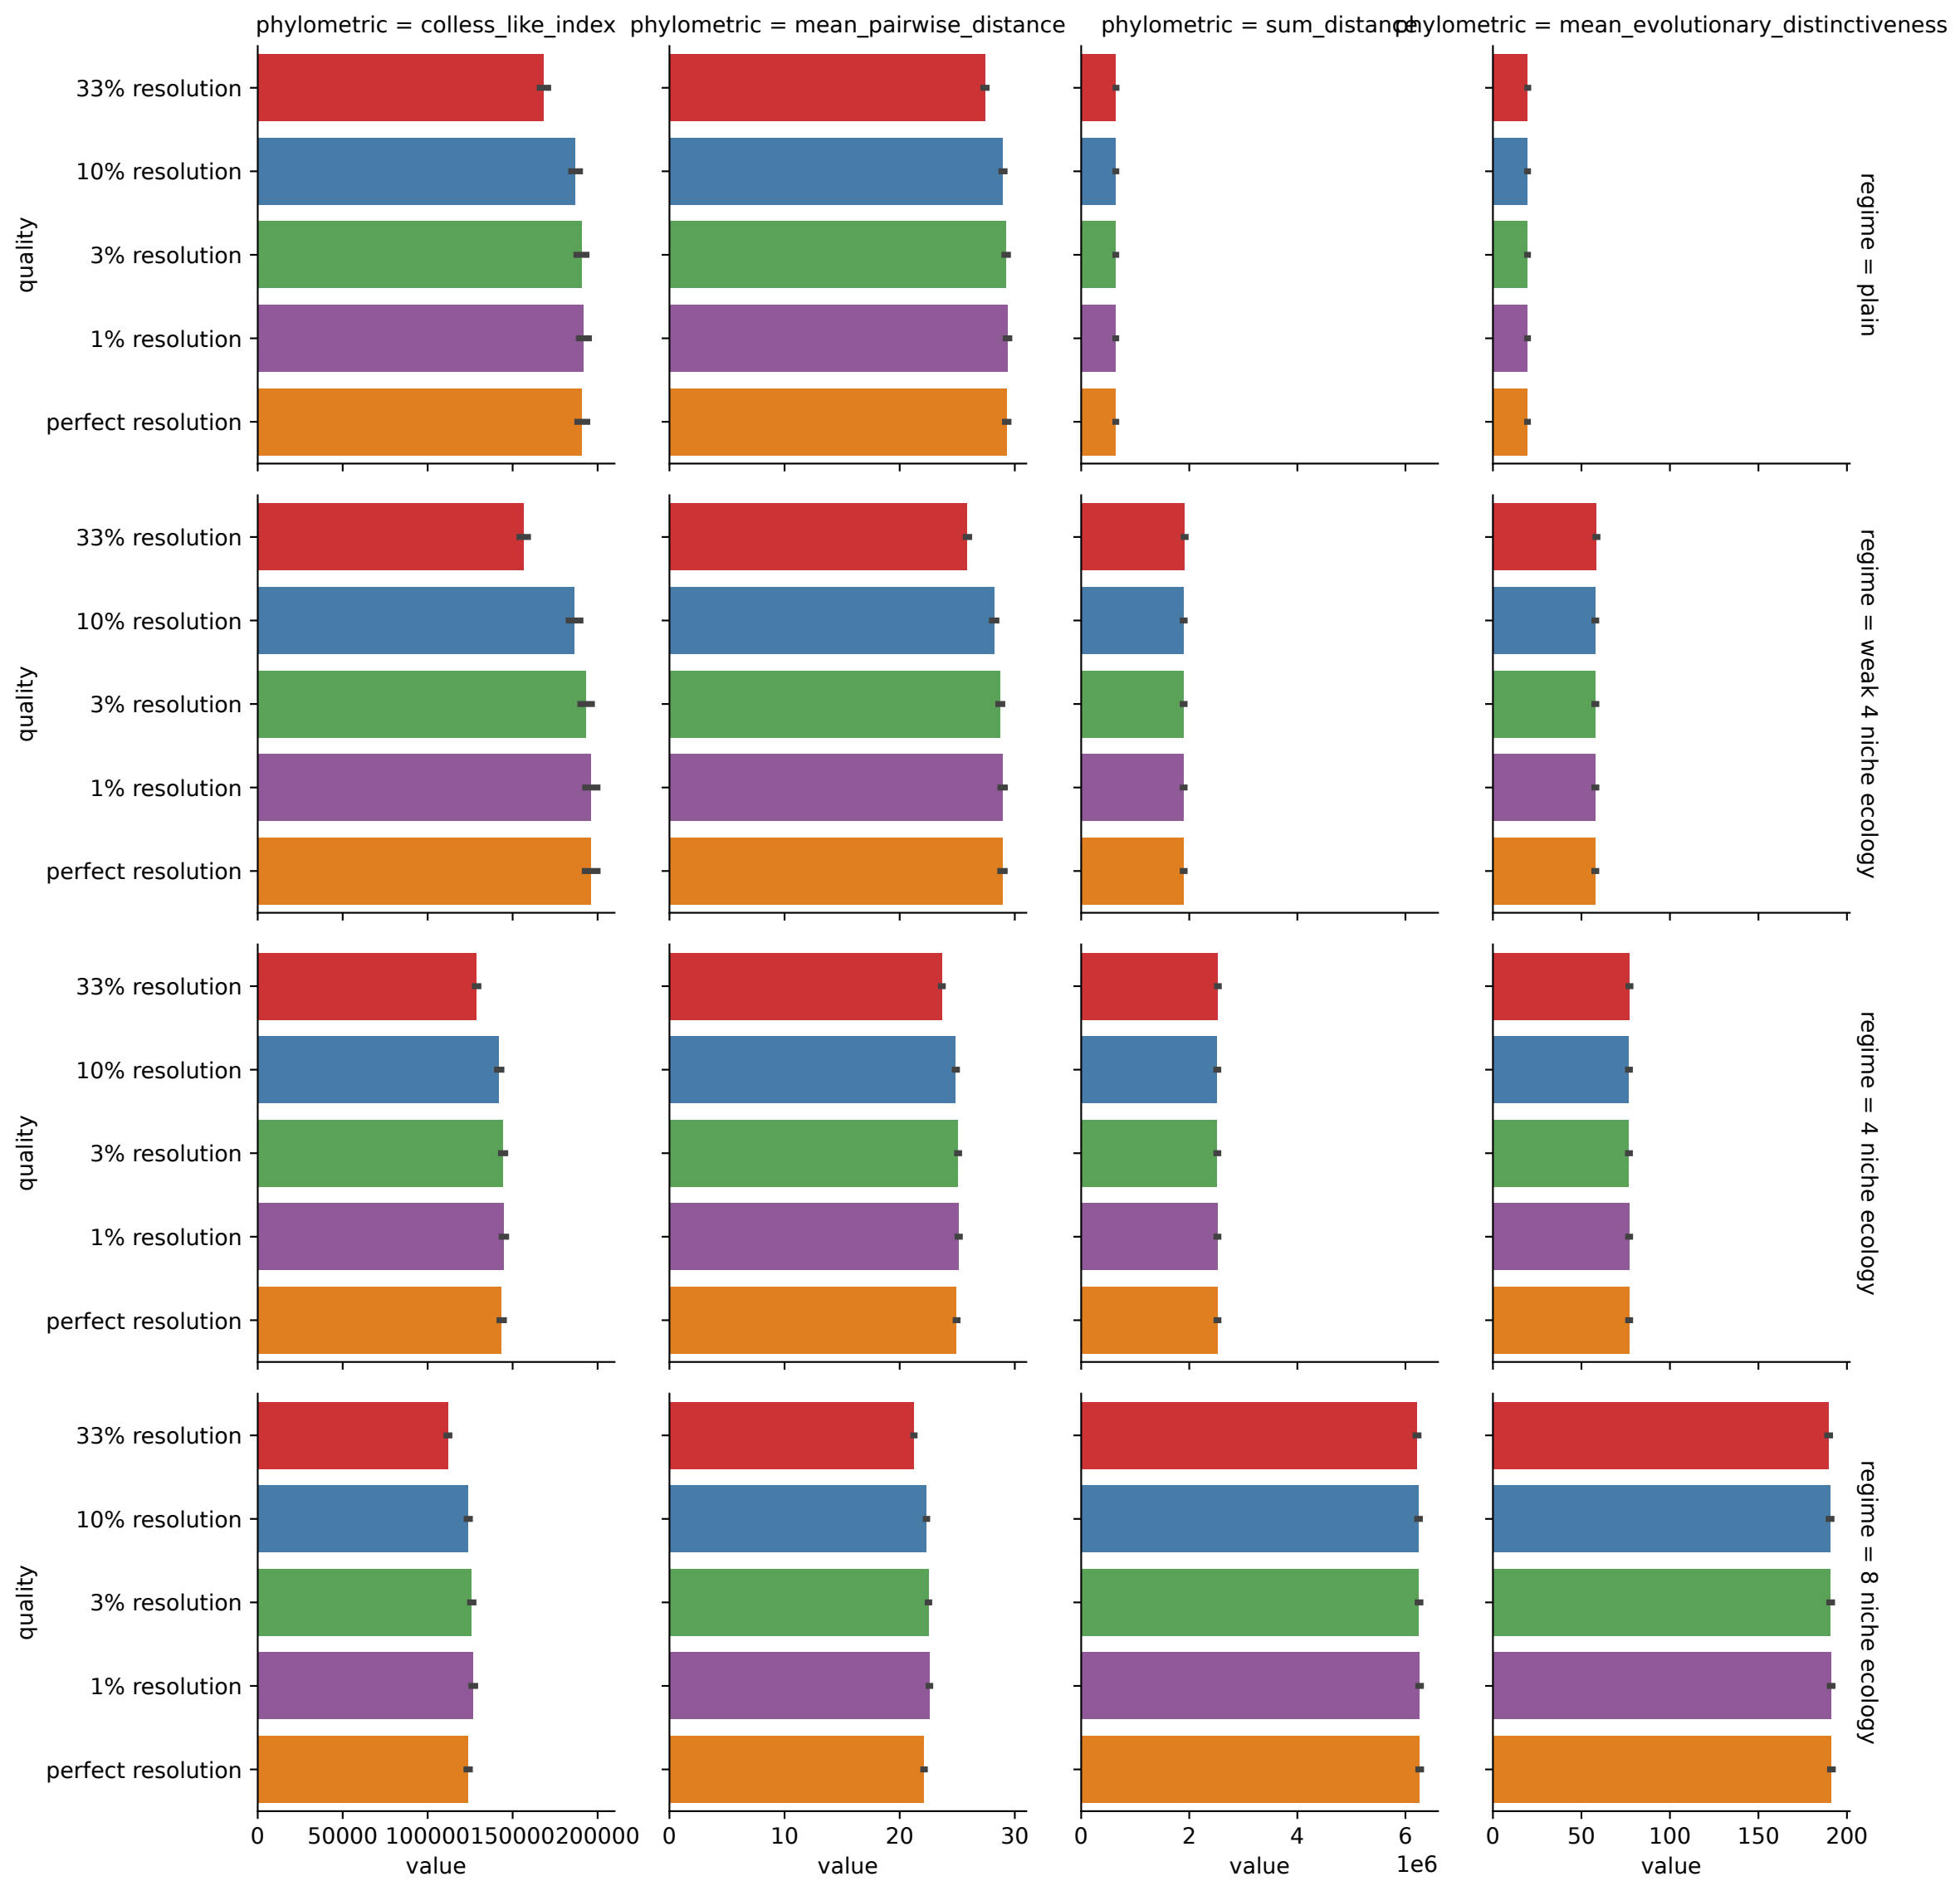 phylometric = colless_like_index
phylometric = mean_pairwise_distance
phylometric = sum_distance
phylometric = mean_evolutionary_distinctiveness
quality
33% resolution
10% resolution
3% resolution
1% resolution
perfect resolution
regime = plain
quality
33% resolution
10% resolution
3% resolution
1% resolution
perfect resolution
regime = weak 4 niche ecology
quality
33% resolution
10% resolution
3% resolution
1% resolution
perfect resolution
regime = 4 niche ecology
quality
33% resolution
10% resolution
3% resolution
1% resolution
perfect resolution
regime = 8 niche ecology
0 50000 100000 150000 200000
value
0 10 20 30
value
0 2 4 6
1e6
value
0 50 100 150 200
value